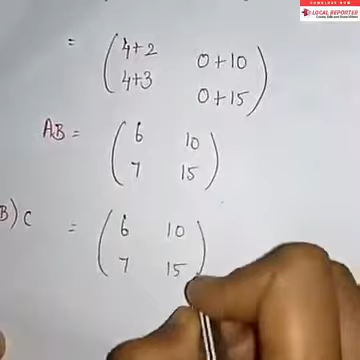 LOCAL REPORTER
= ( 4+2 0+10
4+3 0+15 )
AB = ( 6 10
7 15 )
B) C = ( 6 10
7 15 )